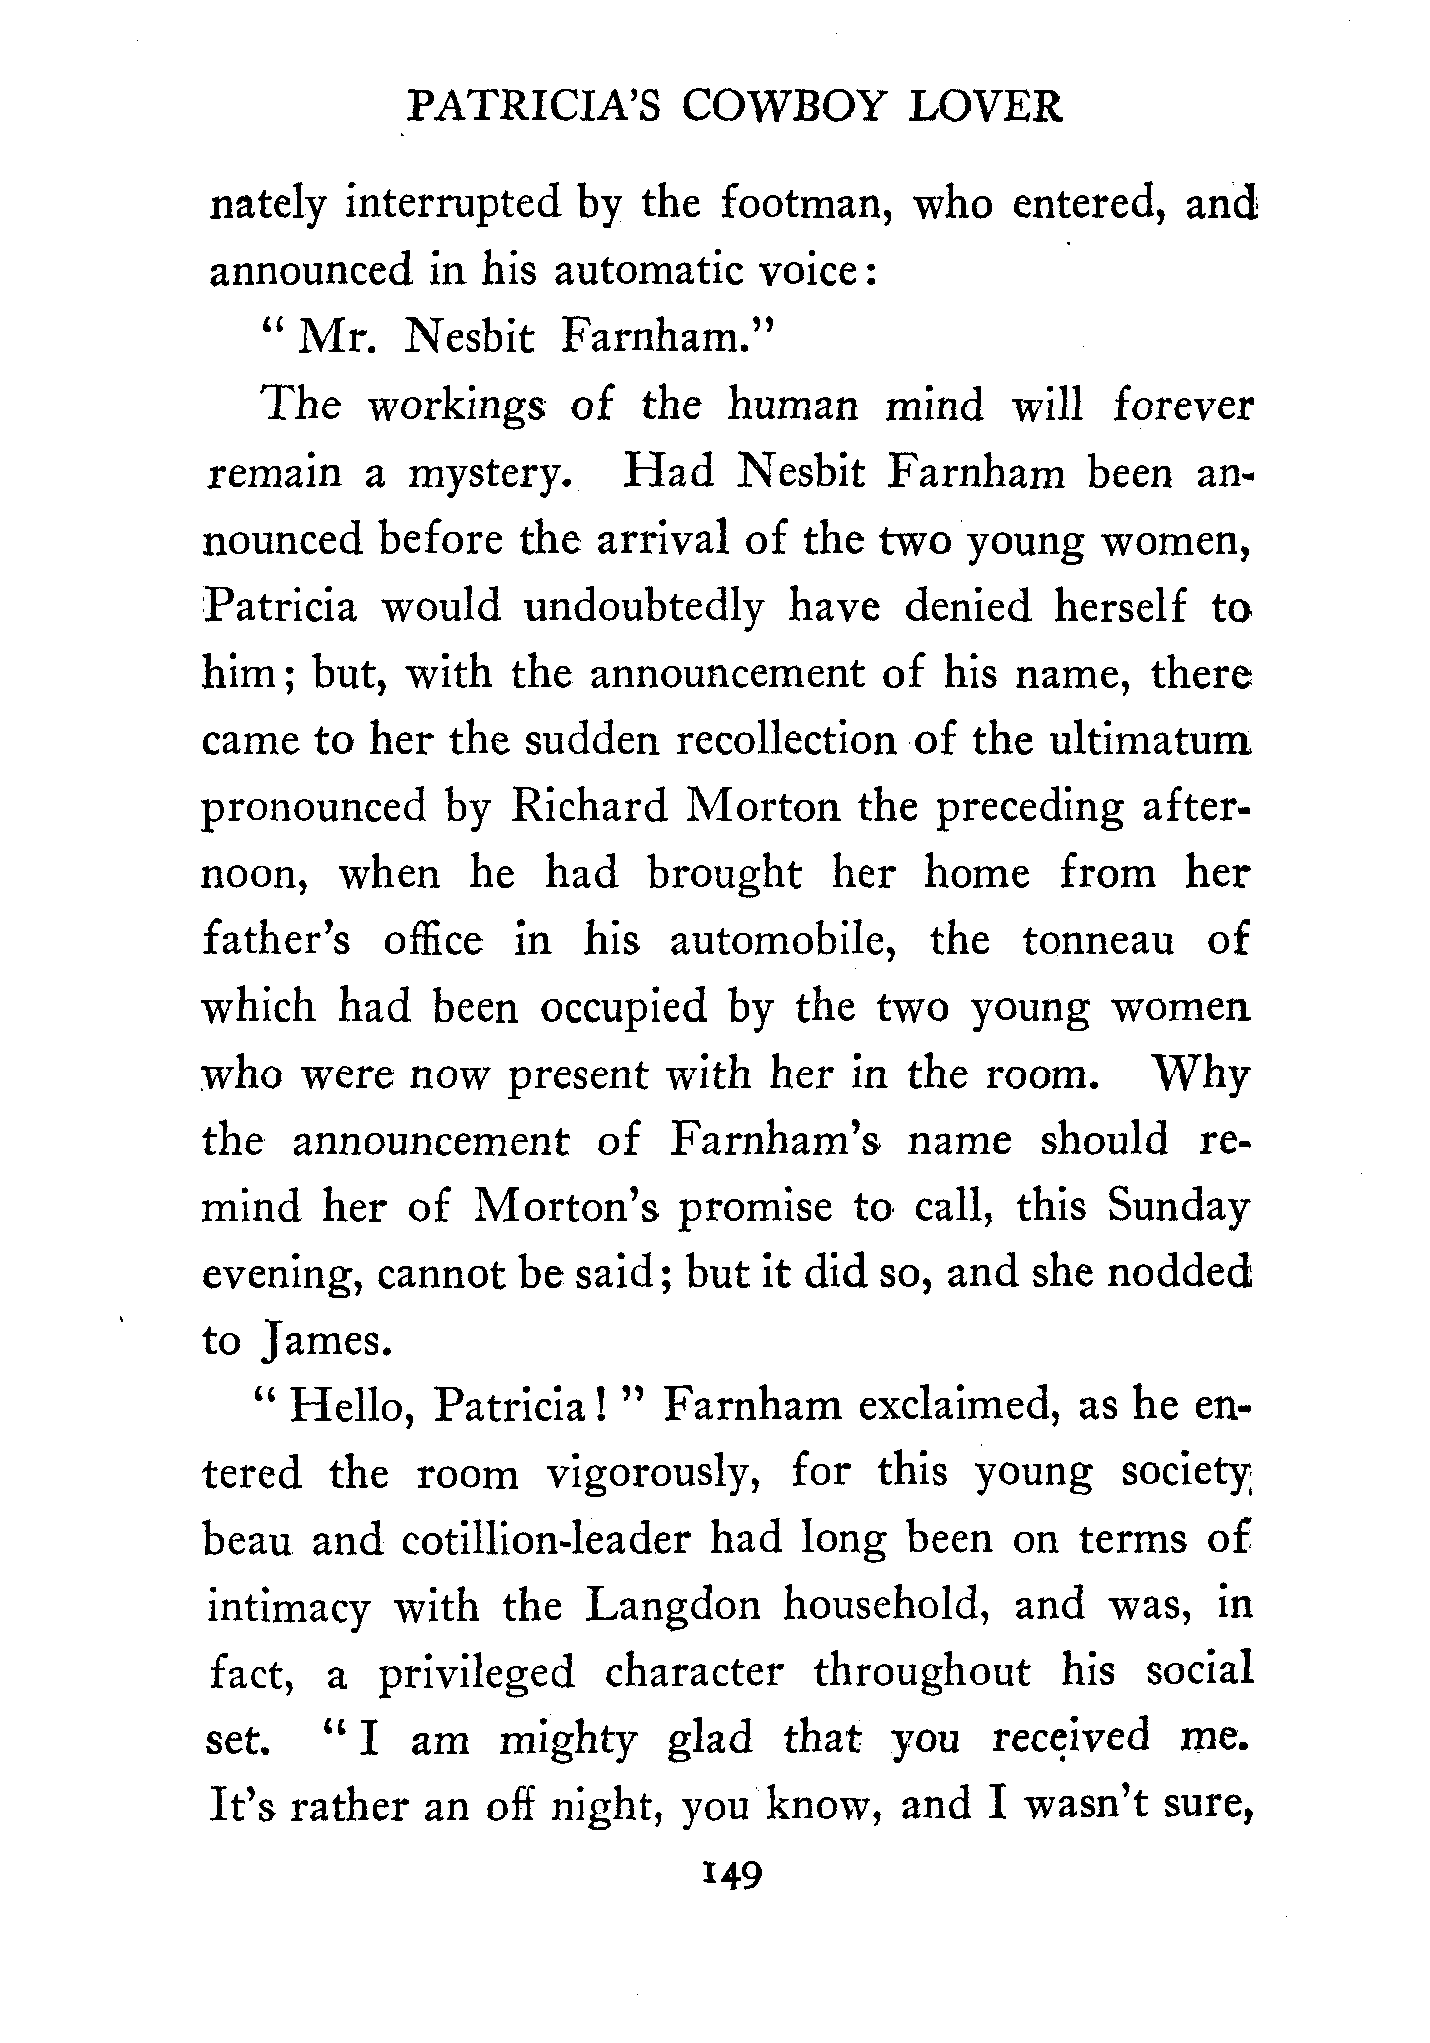 PATRICIA'S COWBOY LOVER
nately interrupted by the footman, who entered, and
announced in his automatic voice:
"Mr. Nesbit Farnham."
The workings of the human mind will forever
remain a mystery. Had Nesbit Farnham been an-
nounced before the arrival of the two young women,
Patricia would undoubtedly have denied herself to
him; but, with the announcement of his name, there
came to her the sudden recollection of the ultimatum
pronounced by Richard Morton the preceding after-
noon, when he had brought her home from her
father's office in his automobile, the tonneau of
which had been occupied by the two young women
who were now present with her in the room. Why
the announcement of Farnham's name should re-
mind her of Morton's promise to call, this Sunday
evening, cannot be said; but it did so, and she nodded
to James.
"Hello, Patricia!" Farnham exclaimed, as he en-
tered the room vigorously, for this young society
beau and cotillion-leader had long been on terms of
intimacy with the Langdon household, and was, in
fact, a privileged character throughout his social
set. "I am mighty glad that you received me.
It's rather an off night, you know, and I wasn't sure,
149